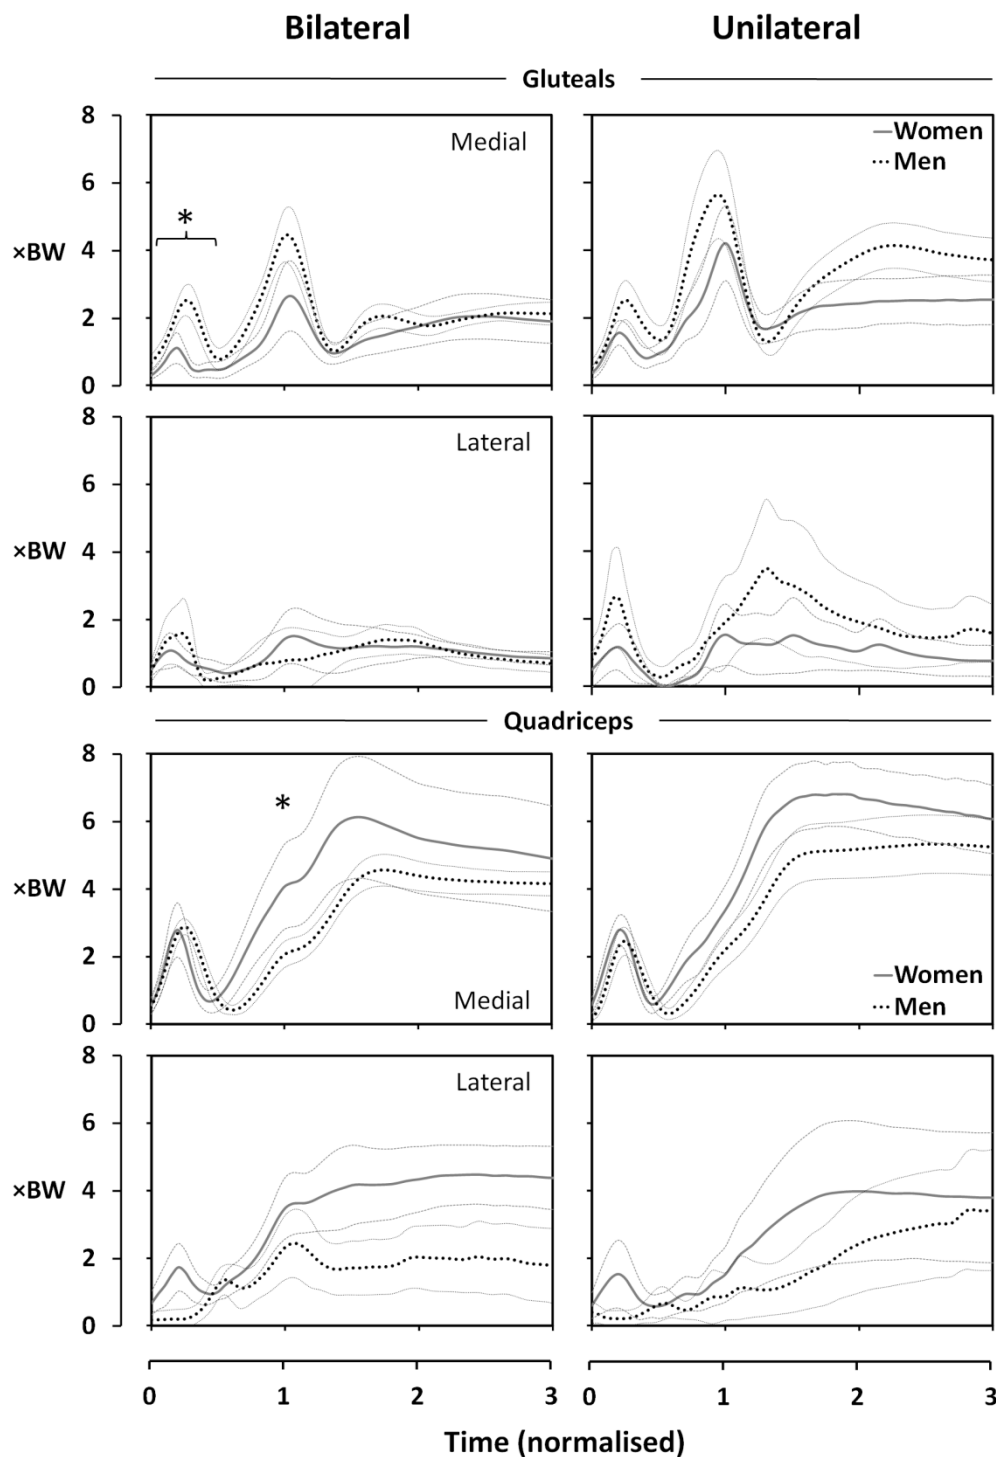 Bilateral Unilateral
Gluteals
8 Medial Women
Men
6
*
×BW 4
2
0
8 Lateral
6
×BW 4
2
0
Quadriceps
8
*
6
×BW 4
2 Women
Medial Men
0
8 Lateral
6
×BW 4
2
0
0 1 2 3 0 1 2 3
Time (normalised)